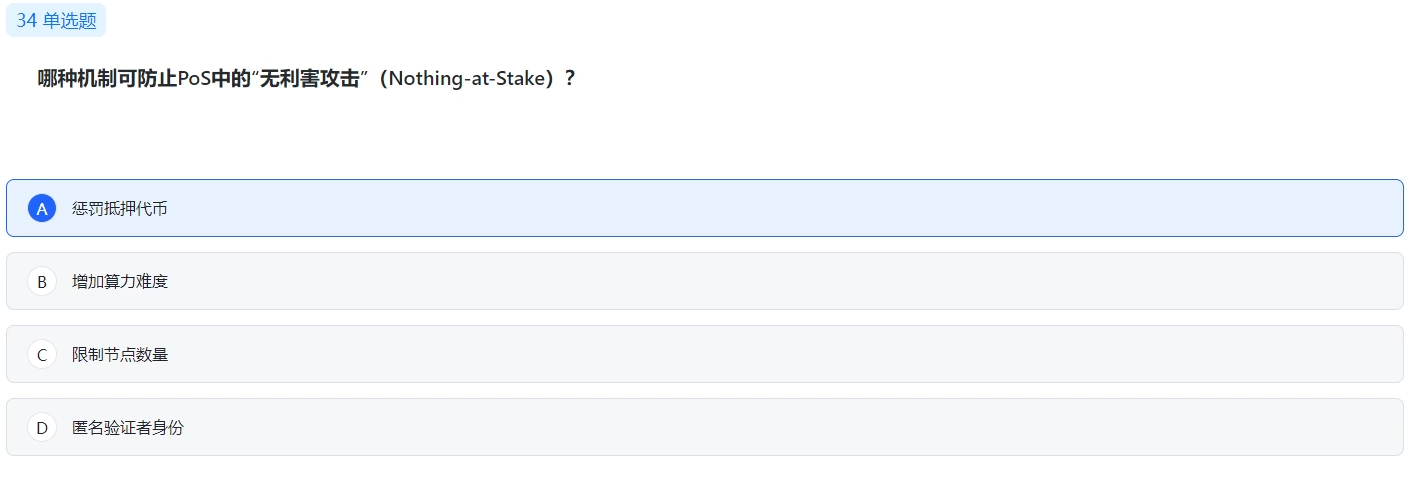 34 单选题
哪种机制可防止PoS中的“无利害攻击”（Nothing-at-Stake）？
A 惩罚抵押代币
B 增加算力难度
C 限制节点数量
D 匿名验证者身份